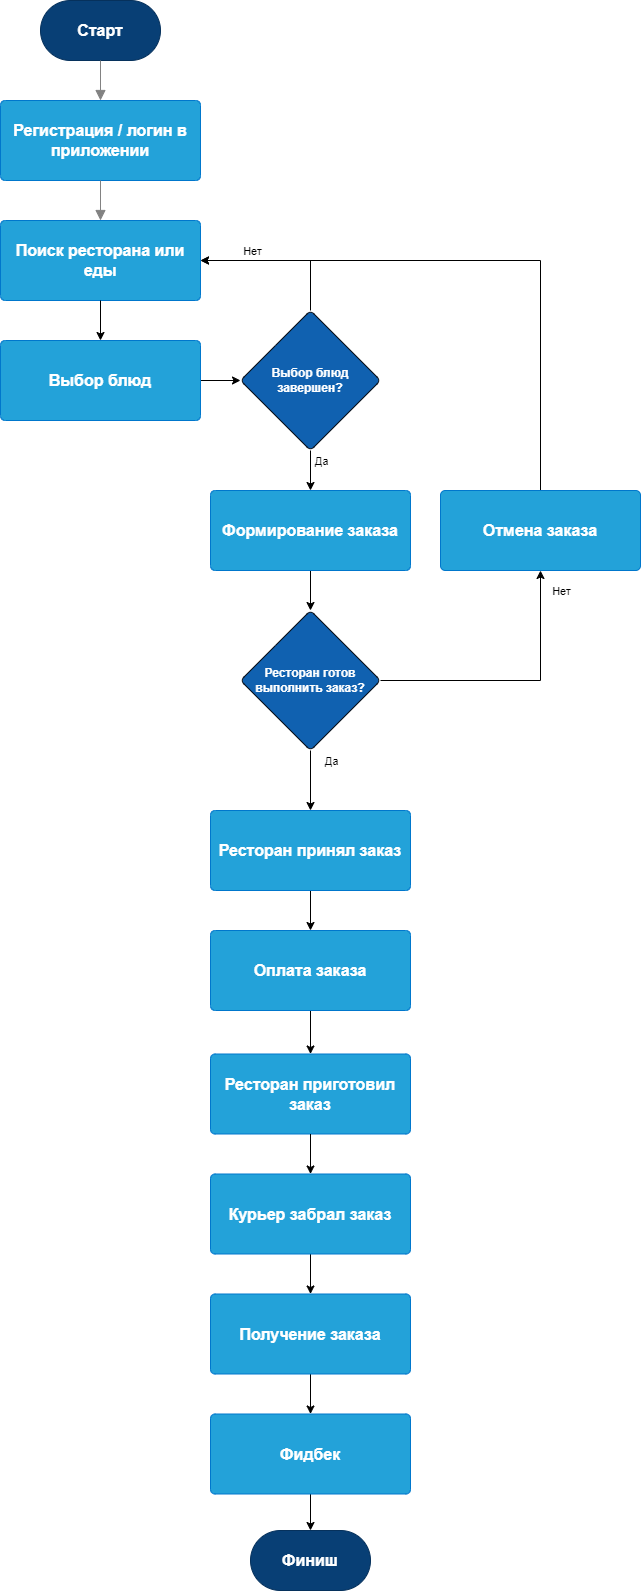 Старт
Регистрация / логин в
приложении
Поиск ресторана или
еды
Нет
Выбор блюд
Выбор блюд
завершен?
Да
Формирование заказа
Отмена заказа
Нет
Ресторан готов
выполнить заказ?
Да
Ресторан принял заказ
Оплата заказа
Ресторан приготовил
заказ
Курьер забрал заказ
Получение заказа
Фидбек
Финиш